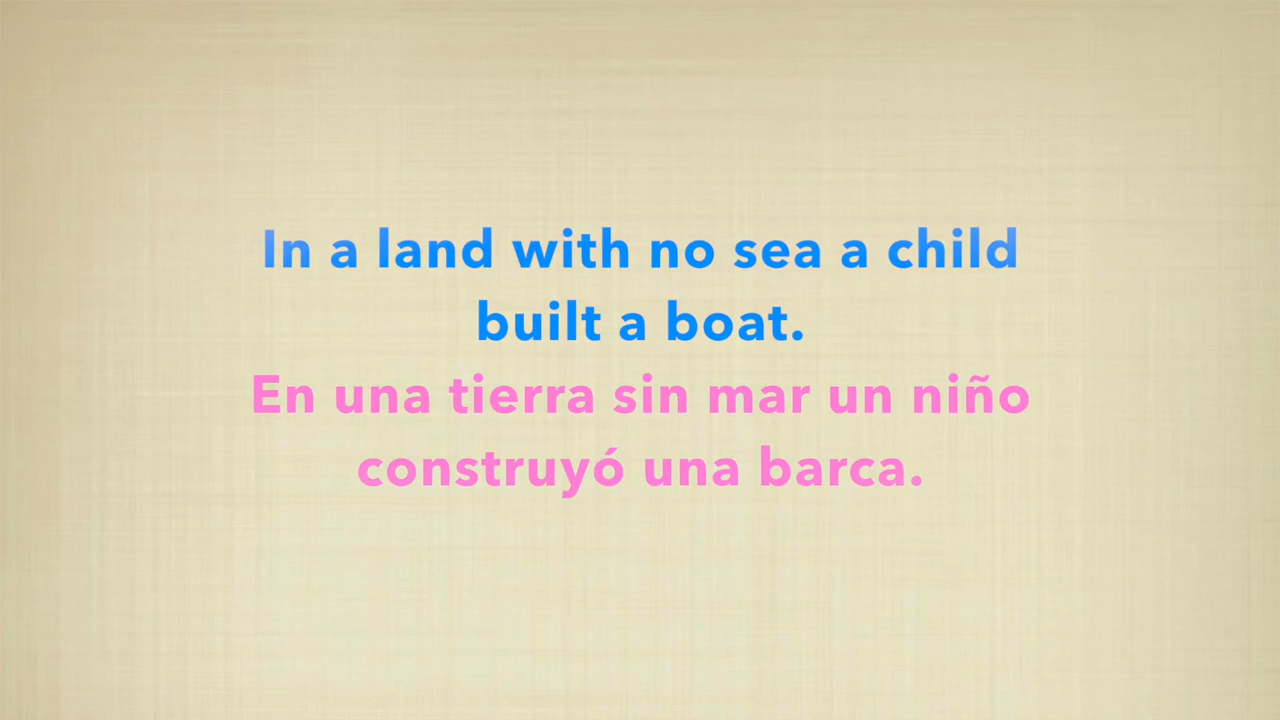 In a land with no sea a child
built a boat.
En una tierra sin mar un niño
construyó una barca.